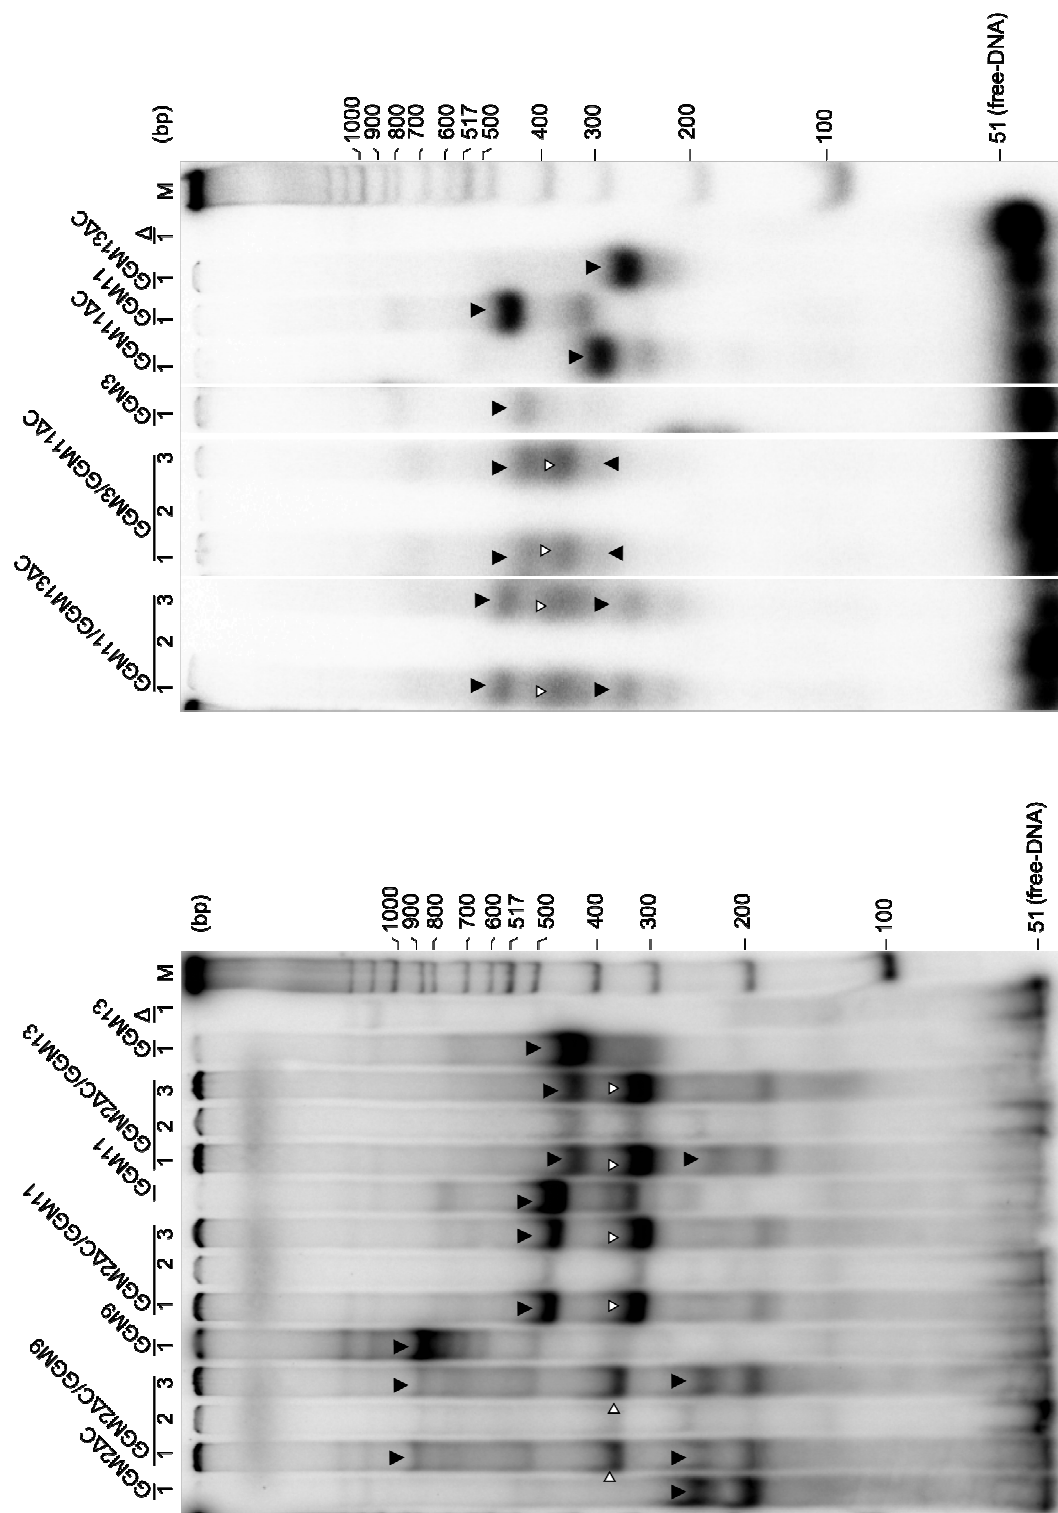 (bp)
1000
900
800
700
600
517
500
400
300
200
100
51 (free-DNA)
M
Δ
1
GGM13ΔC
1
GGM11
1
GGM11ΔC
1
GGM3
1
GGM3/GGM11ΔC
3
2
1
GGM11/GGM13ΔC
3
2
1
(bp)
1000
900
800
700
600
517
500
400
300
200
100
51 (free-DNA)
M
Δ
1
GGM13
1
GGM2ΔC/GGM13
3
2
1
GGM11
1
GGM2ΔC/GGM11
3
2
1
GGM9
1
GGM2ΔC/GGM9
3
2
1
GGM2ΔC
1